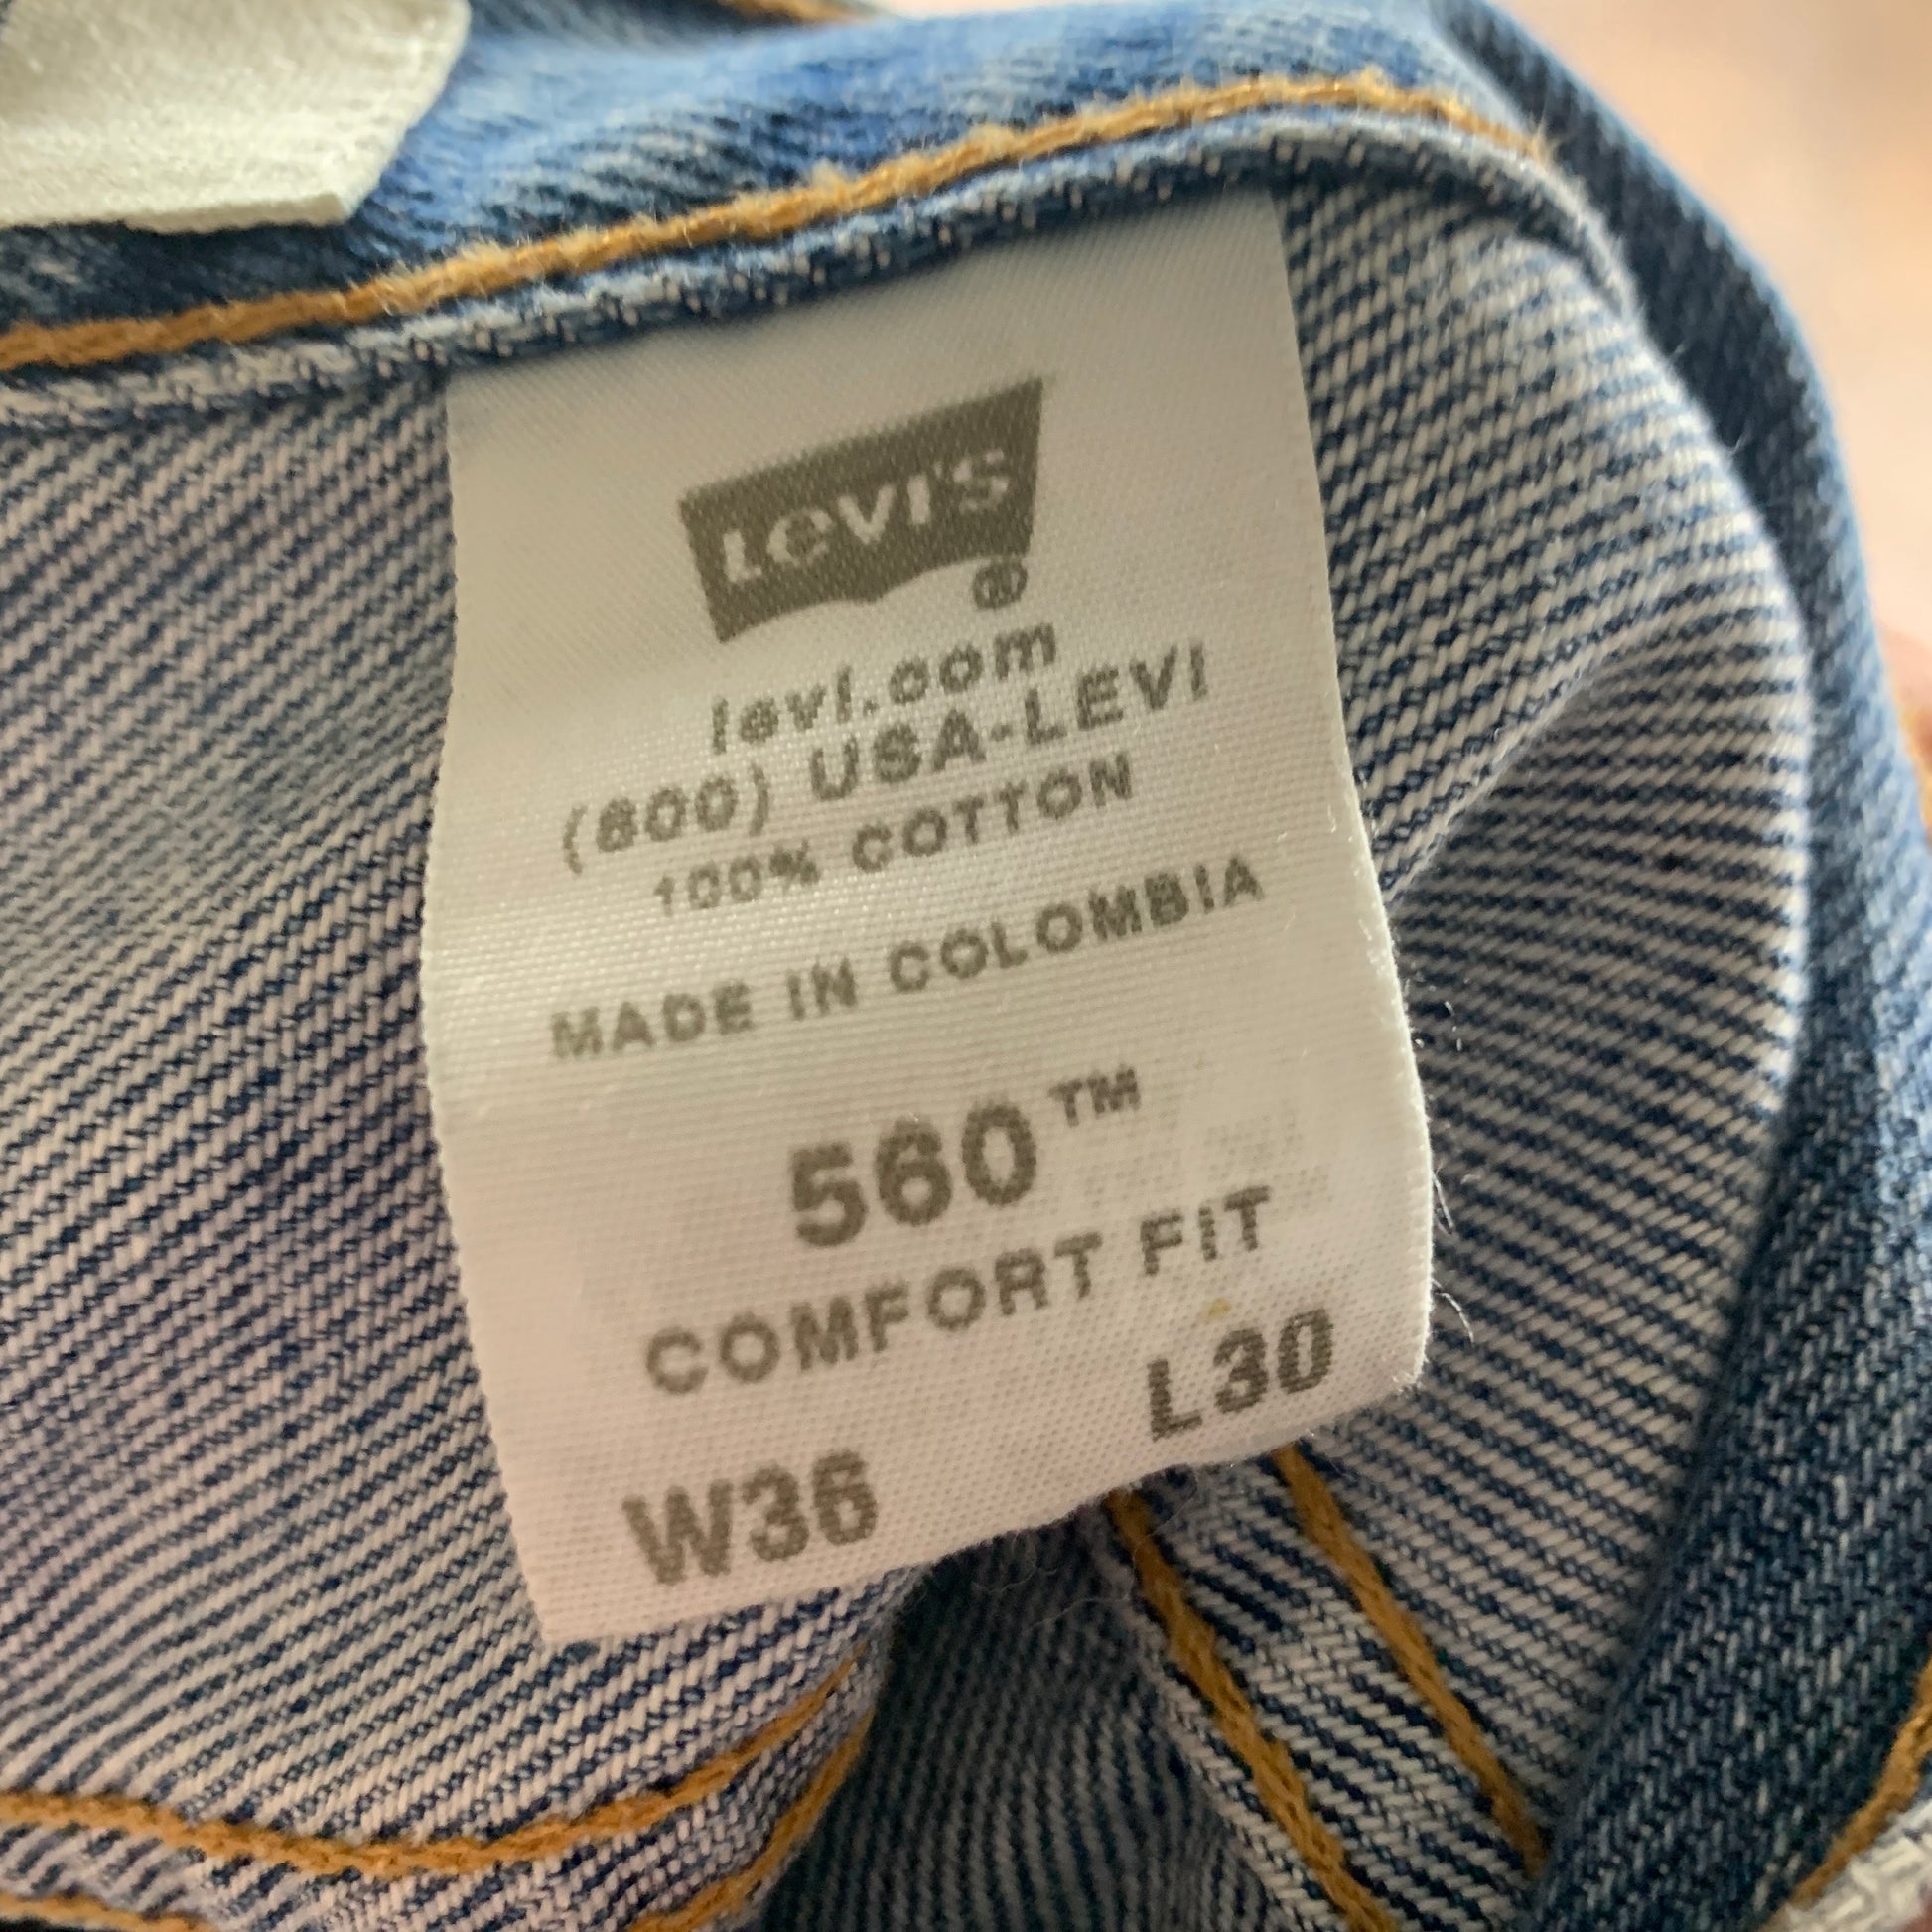 Levi's
®
levi.com
(800) USA-LEVI
100% COTTON
MADE IN COLOMBIA
560™
COMFORT FIT
W36 L30